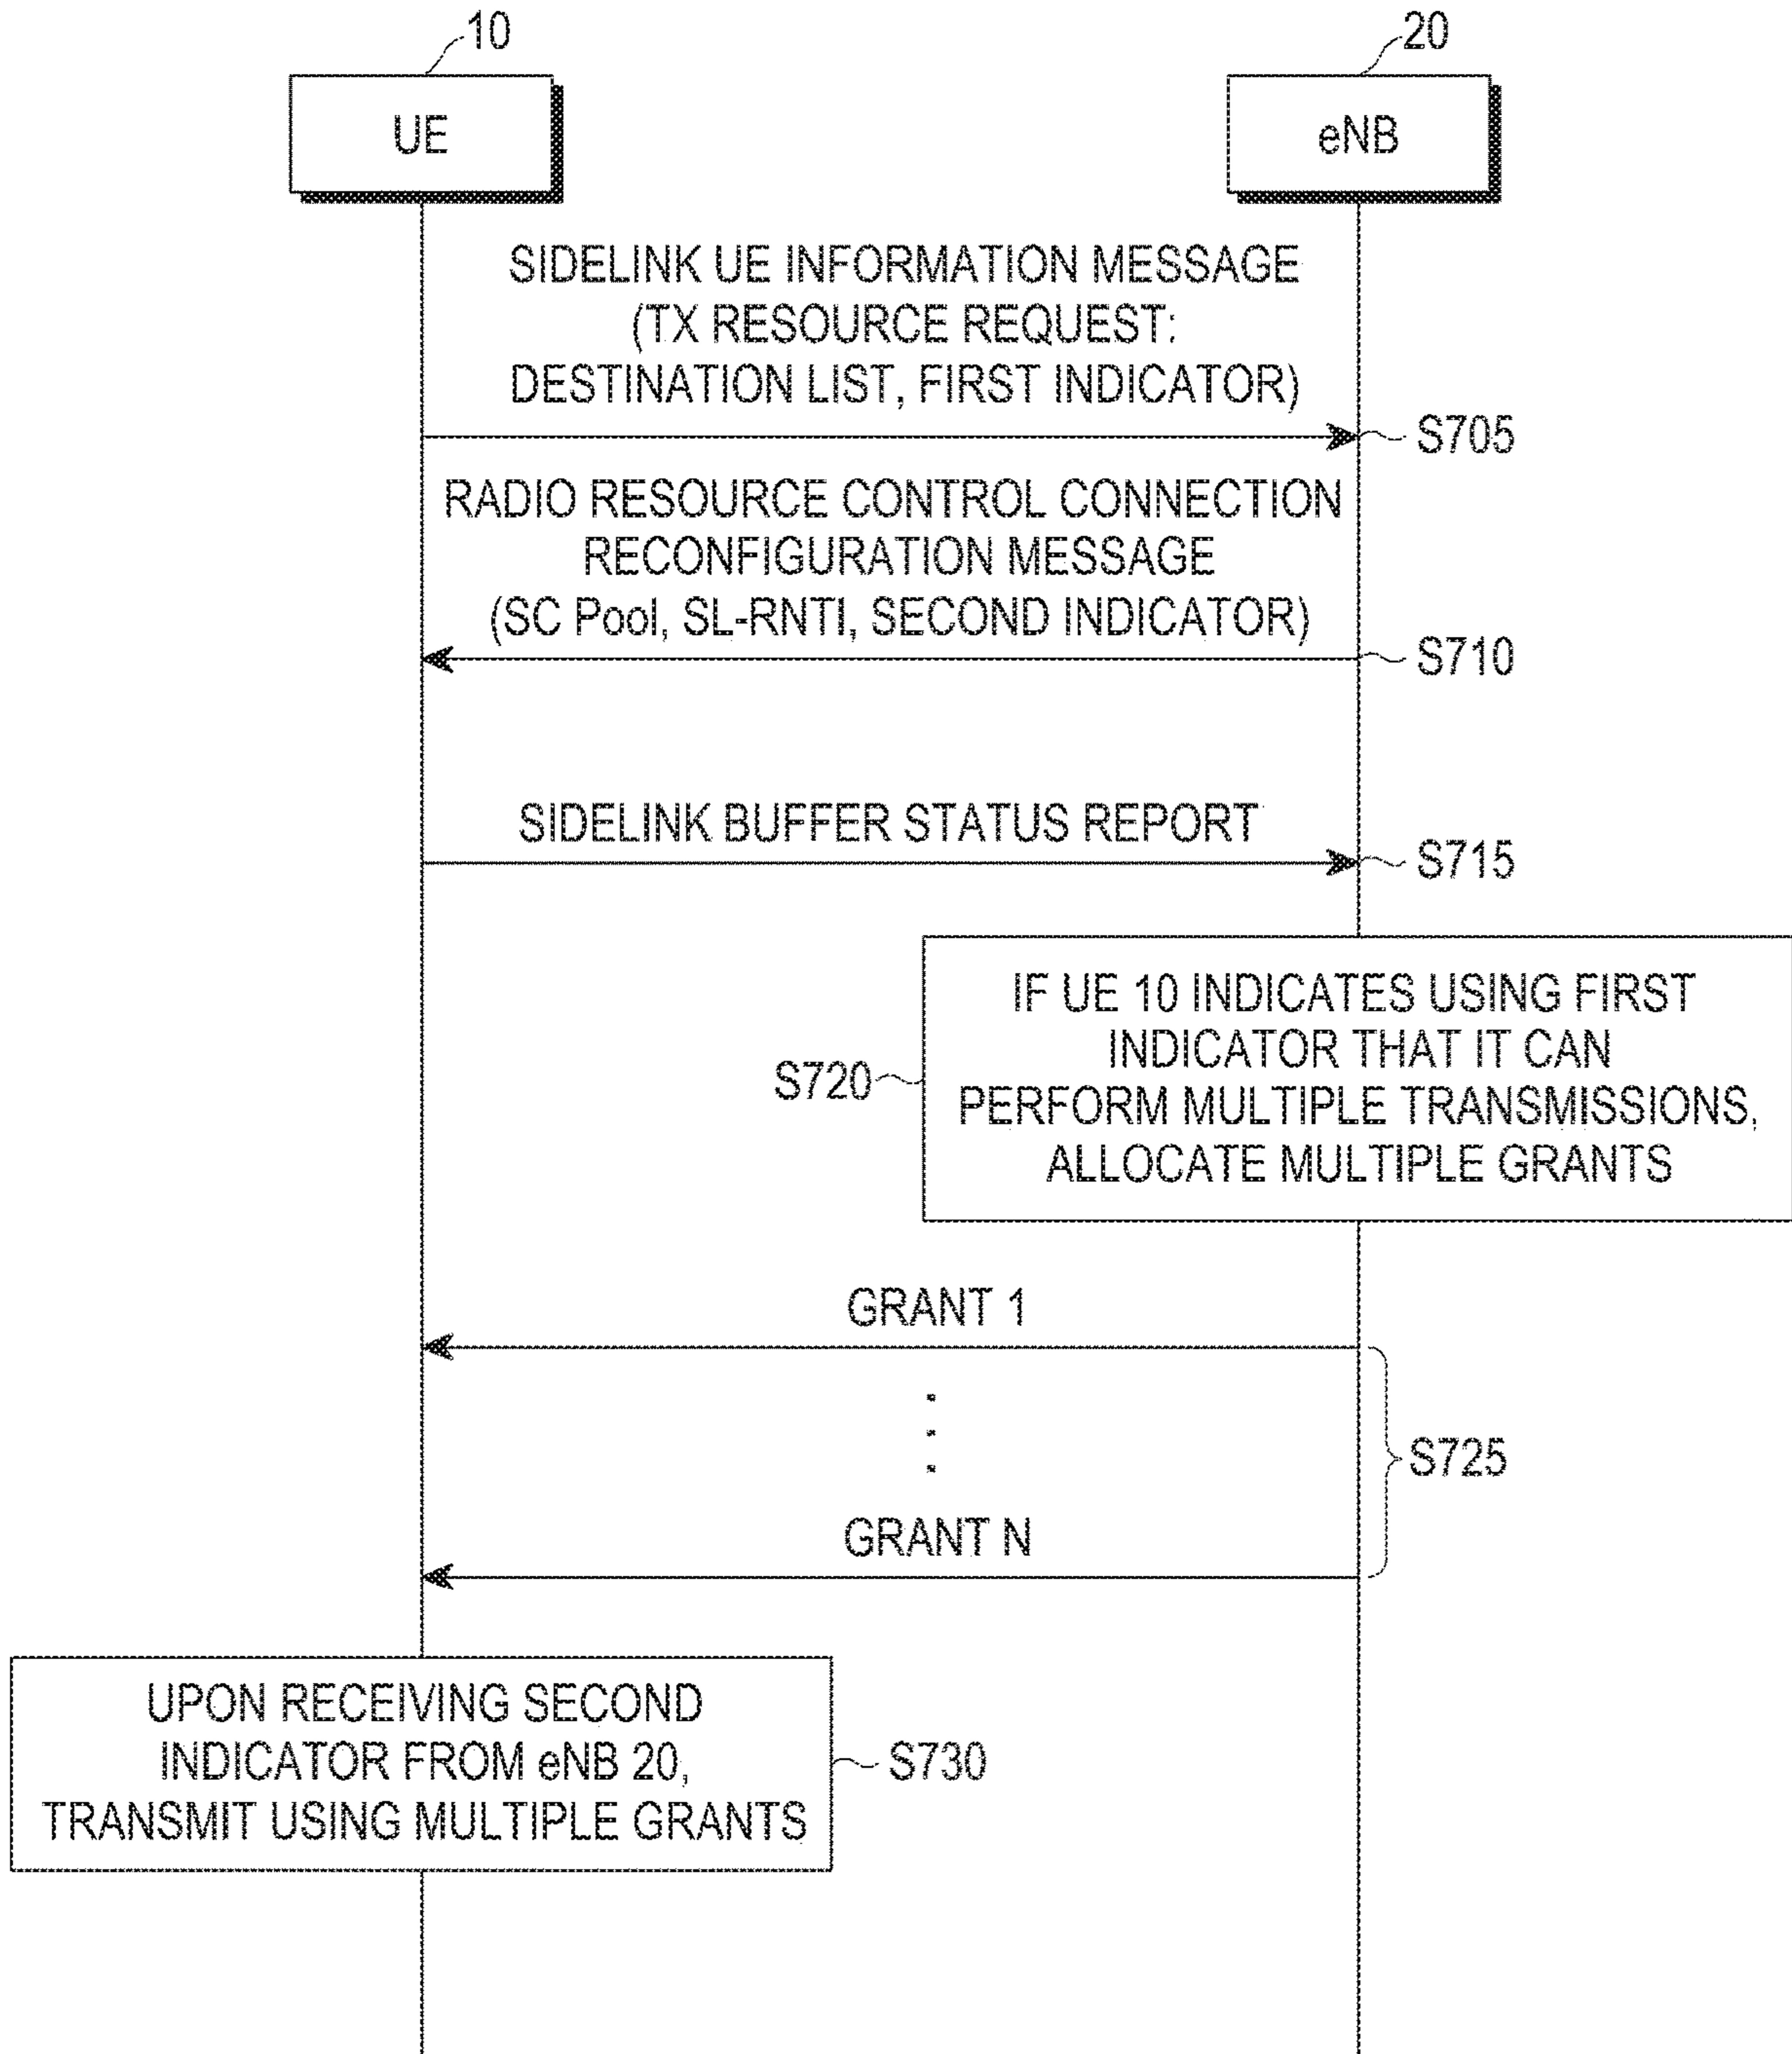 10
20
UE
eNB
SIDELINK UE INFORMATION MESSAGE
(TX RESOURCE REQUEST:
DESTINATION LIST, FIRST INDICATOR)
S705
RADIO RESOURCE CONTROL CONNECTION
RECONFIGURATION MESSAGE
(SC Pool, SL-RNTI, SECOND INDICATOR)
S710
SIDELINK BUFFER STATUS REPORT
S715
IF UE 10 INDICATES USING FIRST
INDICATOR THAT IT CAN
PERFORM MULTIPLE TRANSMISSIONS,
ALLOCATE MULTIPLE GRANTS
S720
GRANT 1
S725
GRANT N
UPON RECEIVING SECOND
INDICATOR FROM eNB 20,
TRANSMIT USING MULTIPLE GRANTS
S730